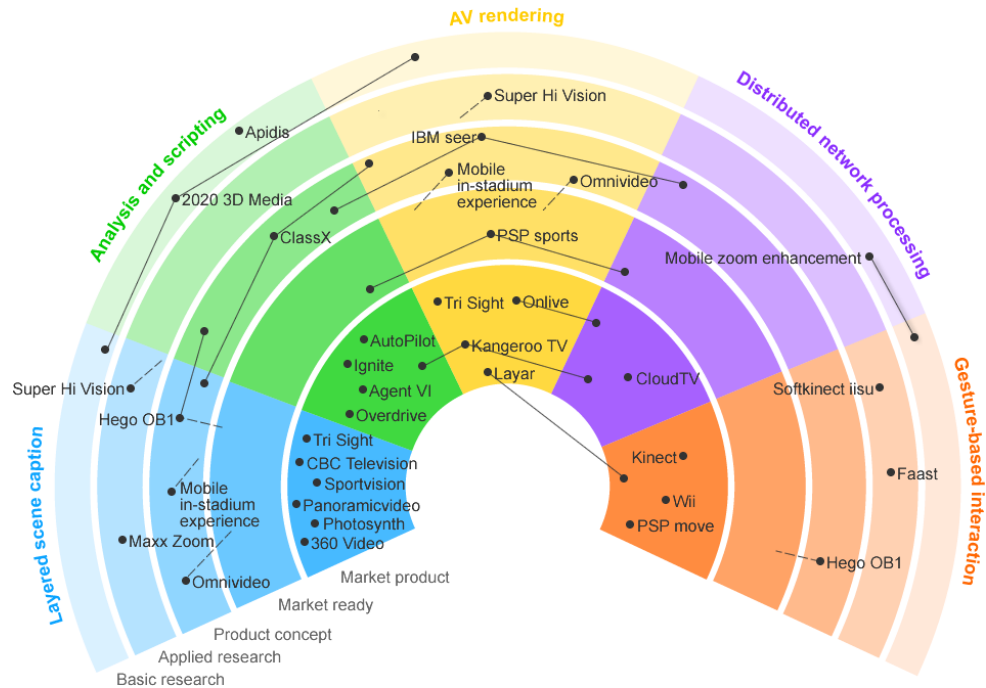 AV rendering
Analysis and scripting
Distributed network processing
Layered scene caption
Gesture-based interaction
Super Hi Vision
Apidis
IBM seer
Mobile
in-stadium
experience
Omnivideo
2020 3D Media
ClassX
PSP sports
Mobile zoom enhancement
Tri Sight
Onlive
AutoPilot
Kangeroo TV
Ignite
Layar
CloudTV
Agent VI
Super Hi Vision
Softkinect iisu
Overdrive
Hego OB1
Tri Sight
Kinect
CBC Television
Faast
Sportvision
Mobile
in-stadium
experience
Wii
Panoramicvideo
Photosynth
PSP move
Maxx Zoom
360 Video
Hego OB1
Omnivideo
Market product
Market ready
Product concept
Applied research
Basic research